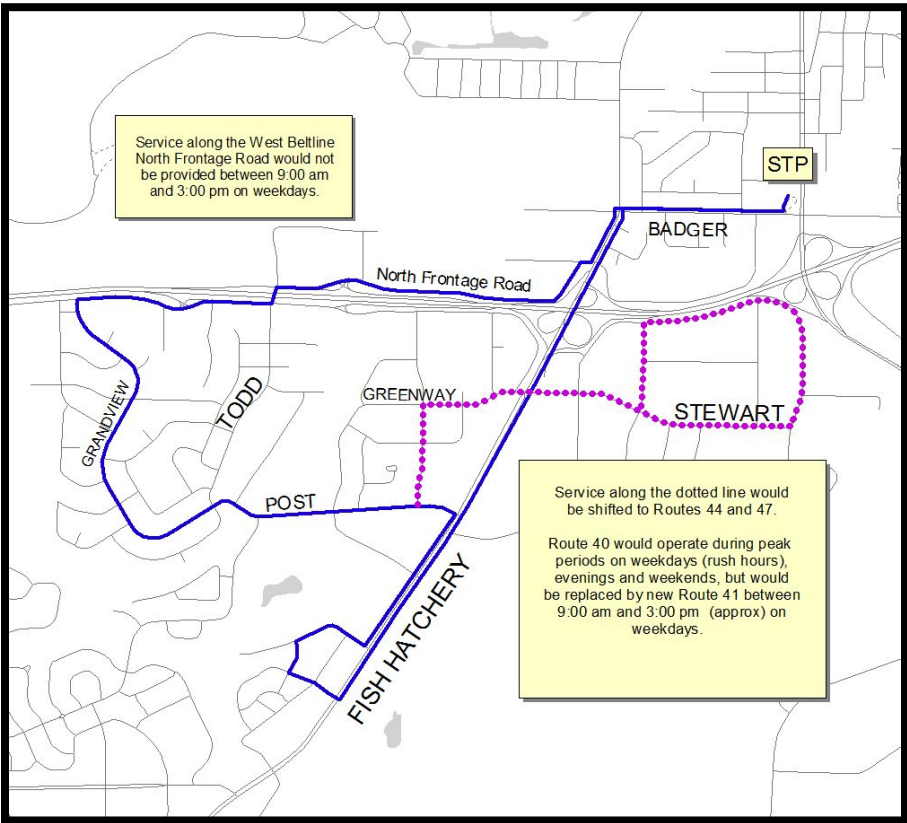 Service along the West Beltline
North Frontage Road would not
be provided between 9:00 am
and 3:00 pm on weekdays.
STP
BADGER
North Frontage Road
GRANDVIEW
TODD
GREENWAY
STEWART
POST
FISH HATCHERY
Service along the dotted line would
be shifted to Routes 44 and 47.
Route 40 would operate during peak
periods on weekdays (rush hours),
evenings and weekends, but would
be replaced by new Route 41 between
9:00 am and 3:00 pm (approx) on
weekdays.